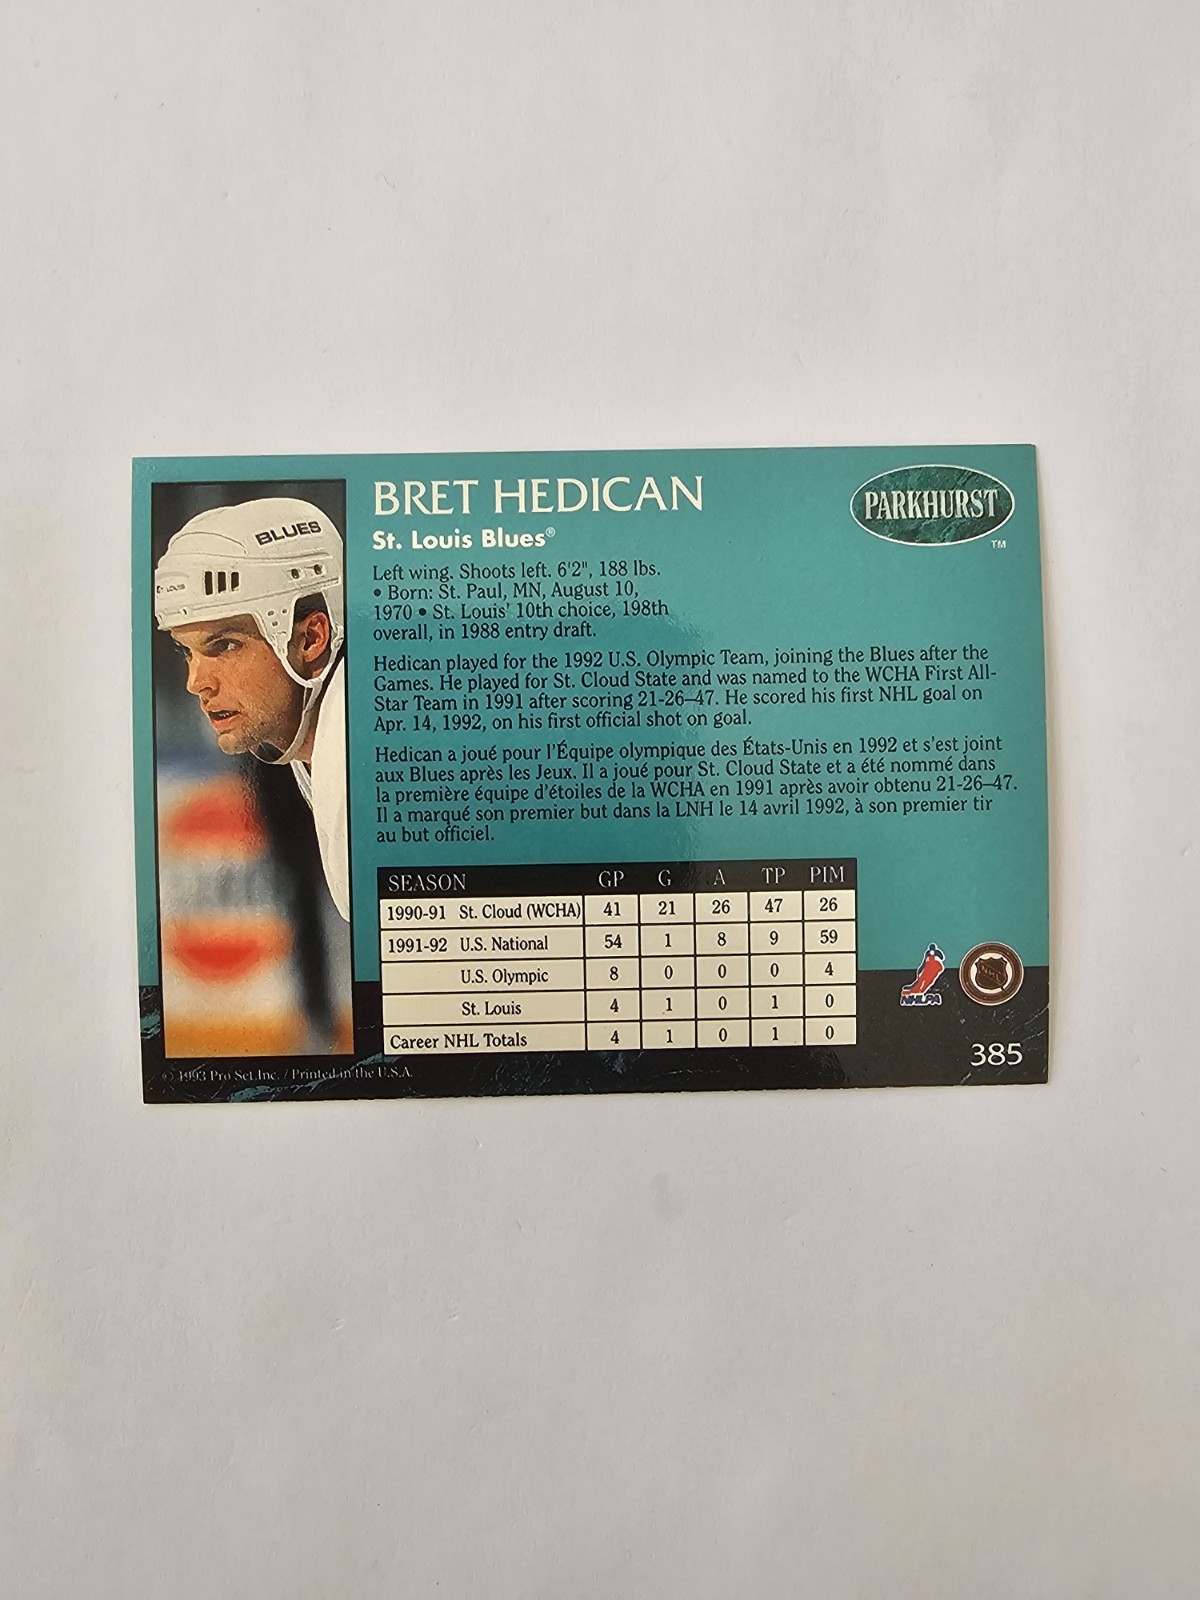 BLUES
BRET HEDICAN
PARKHURST
TM
St. Louis Blues®
Left wing. Shoots left. 6'2", 188 lbs.
• Born: St. Paul, MN, August 10,
1970 • St. Louis' 10th choice, 198th
overall, in 1988 entry draft.
Hedican played for the 1992 U.S. Olympic Team, joining the Blues after the
Games. He played for St. Cloud State and was named to the WCHA First All-
Star Team in 1991 after scoring 21-26–47. He scored his first NHL goal on
Apr. 14, 1992, on his first official shot on goal.
Hedican a joué pour l'Équipe olympique des États-Unis en 1992 et s'est joint
aux Blues après les Jeux. Il a joué pour St. Cloud State et a été nommé dans
la première équipe d'étoiles de la WCHA en 1991 après avoir obtenu 21-26–47.
Il a marqué son premier but dans la LNH le 14 avril 1992, à son premier tir
au but officiel.
SEASON GP G A TP PIM
1990-91 St. Cloud (WCHA) 41 21 26 47 26
1991-92 U.S. National 54 1 8 9 59
U.S. Olympic 8 0 0 0 4
St. Louis 4 1 0 1 0
Career NHL Totals 4 1 0 1 0
NHLPA
NHL
385
© 1993 Pro Set Inc. / Printed in the U.S.A.